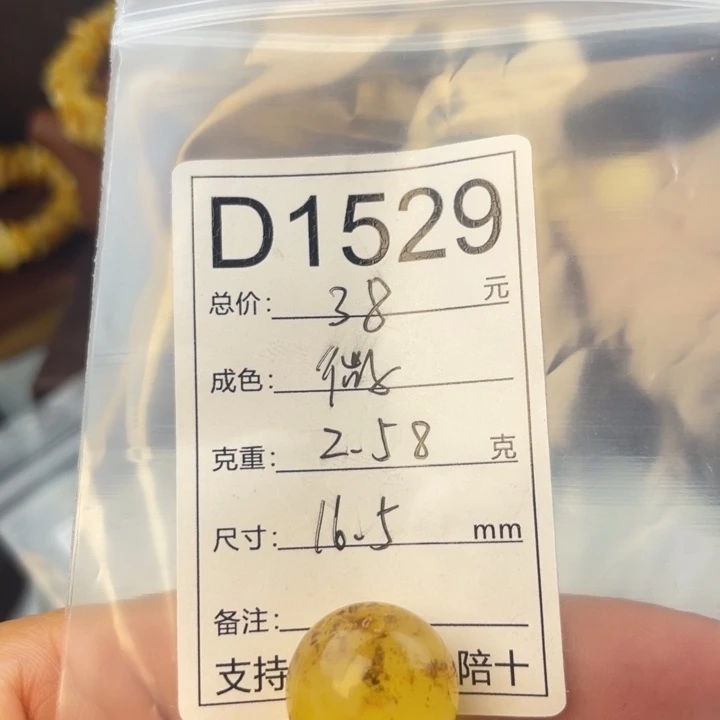 D1529
总价: 38 元
成色: 微
克重: 2.58 克
尺寸: 16.5 mm
备注:
支持 陪十